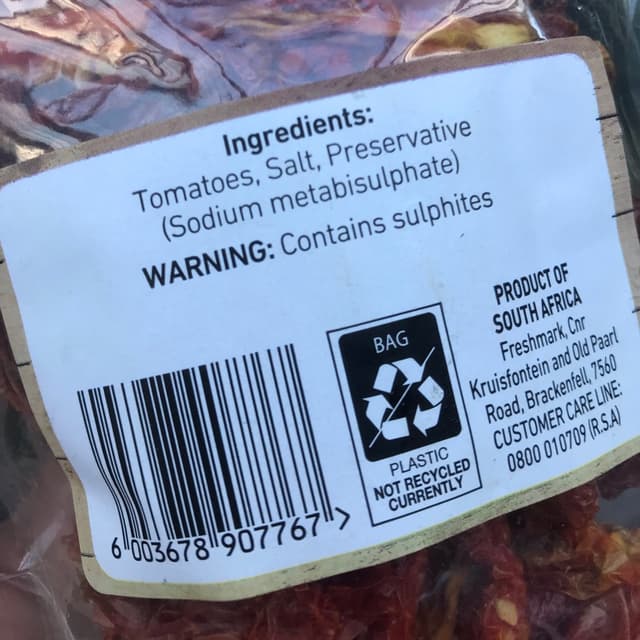 Ingredients:
Tomatoes, Salt, Preservative
(Sodium metabisulphate)
WARNING: Contains sulphites
BAG
PLASTIC
NOT RECYCLED
CURRENTLY
PRODUCT OF
SOUTH AFRICA
Freshmark, Cnr
Kruisfontein and Old Paarl
Road, Brackenfell, 7560
CUSTOMER CARE LINE:
0800 010709 (R.S.A)
6 003678 907767 >